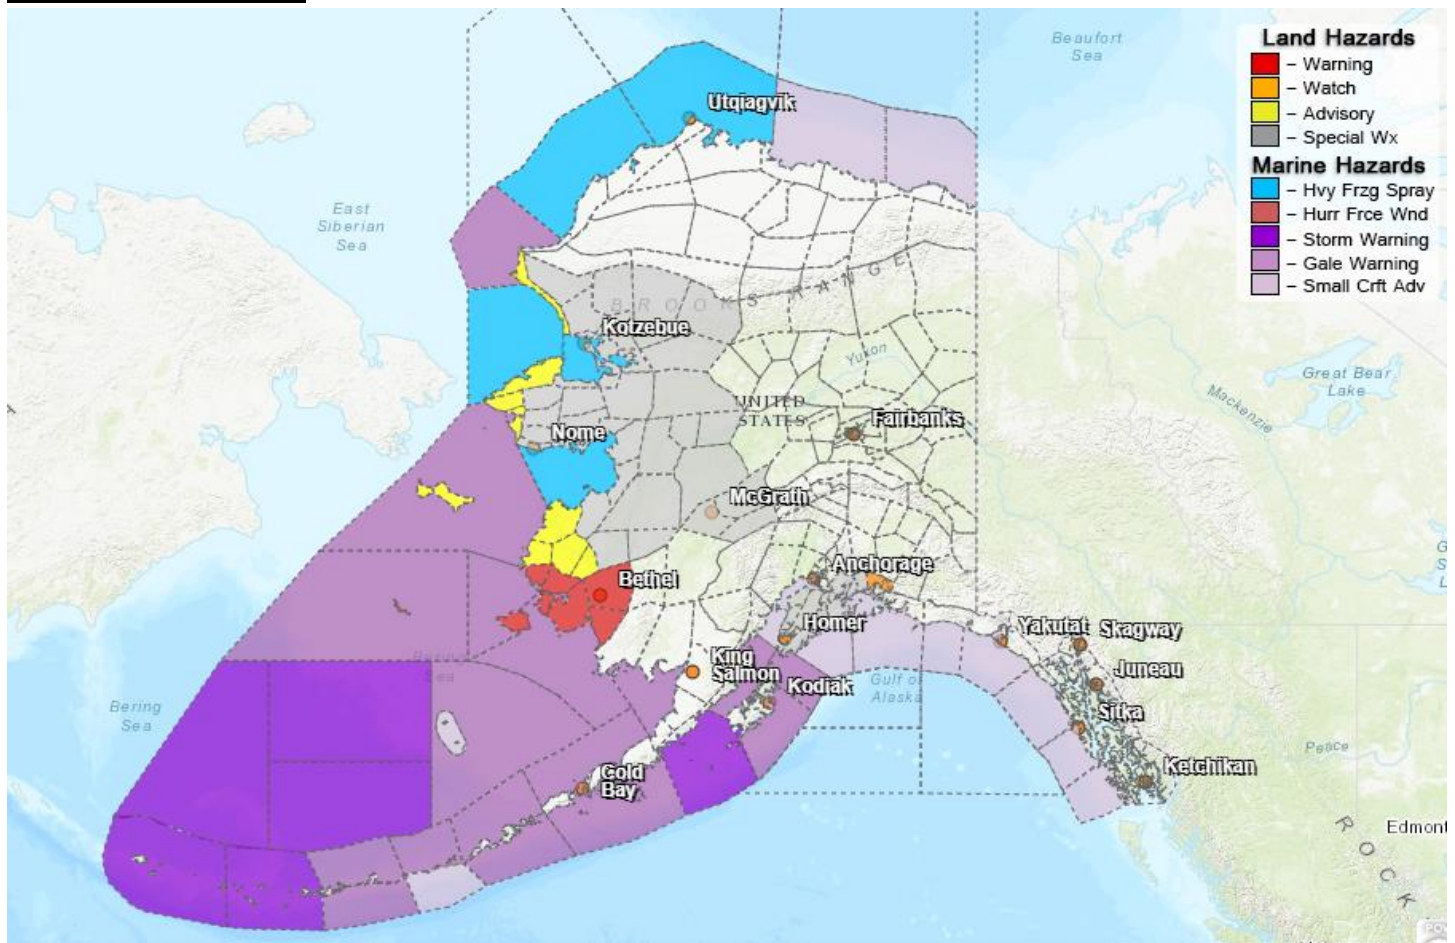 Land Hazards
– Warning
– Watch
– Advisory
– Special Wx
Marine Hazards
– Hvy Frzg Spray
– Hurr Frce Wnd
– Storm Warning
– Gale Warning
– Small Crft Adv
Beaufort
Sea
Utqiagvik
East
Siberian
Sea
BROOKS RANGE
Kotzebue
Yukon
Great Bear
Lake
Mackenzie
UNITED
STATES
Fairbanks
Nome
McGrath
Anchorage
Bethel
Homer
Yakutat
Skagway
King
Salmon
Juneau
Kodiak
Gulf of
Alaska
Bering
Sea
Sitka
Bering
Sea
Peace
Ketchikan
Cold
Bay
Edmont
ROCK